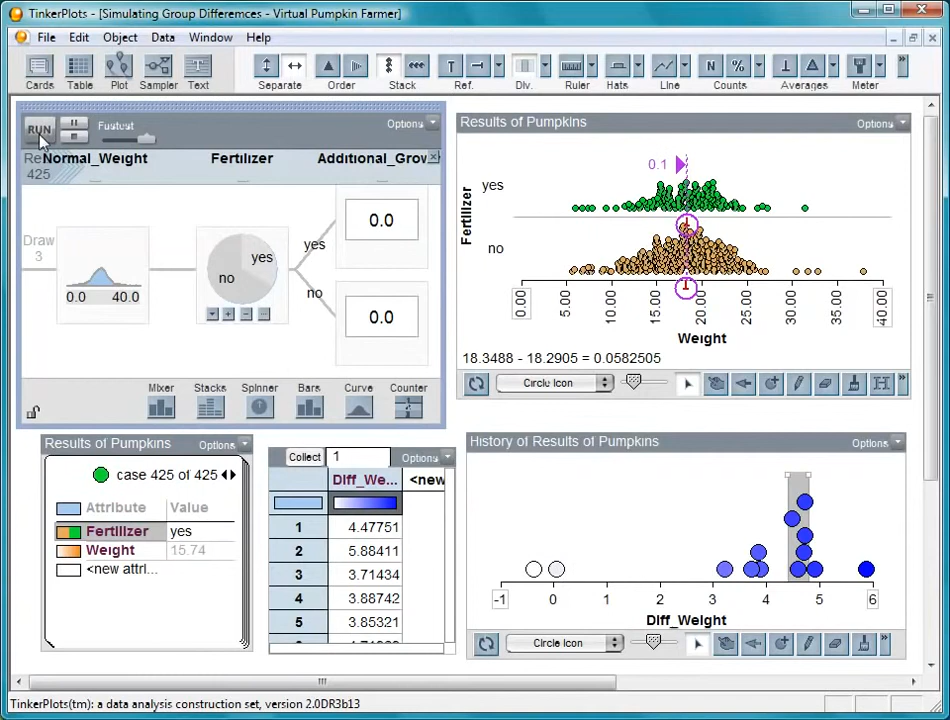 TinkerPlots - [Simulating Group Differemces - Virtual Pumpkin Farmer]
File Edit Object Data Window Help
Cards Table Plot Sampler Text Separate Order Stack Ref. Div. Ruler Hats Line Counts Averages Meter
RUN Fastest Options
425
Normal_Weight Fertilizer Additional_Grow
Draw
3
0.0 40.0
yes
no
yes
no
0.0
0.0
Mixer Stacks Spinner Bars Curve Counter
Results of Pumpkins Options
0.1
Fertilizer
yes
no
0.00 5.00 10.00 15.00 20.00 25.00 30.00 35.00 40.00
Weight
18.3488 - 18.2905 = 0.0582505
Circle Icon
Results of Pumpkins Options
case 425 of 425
Attribute Value
Fertilizer yes
Weight 15.74
<new attri...
Collect 1 Options
Diff_We... <new
1 4.47751
2 5.88411
3 3.71434
4 3.88742
5 3.85321
History of Results of Pumpkins Options
-1 0 1 2 3 4 5 6
Diff_Weight
Circle Icon
TinkerPlots(tm): a data analysis construction set, version 2.0DR3b13